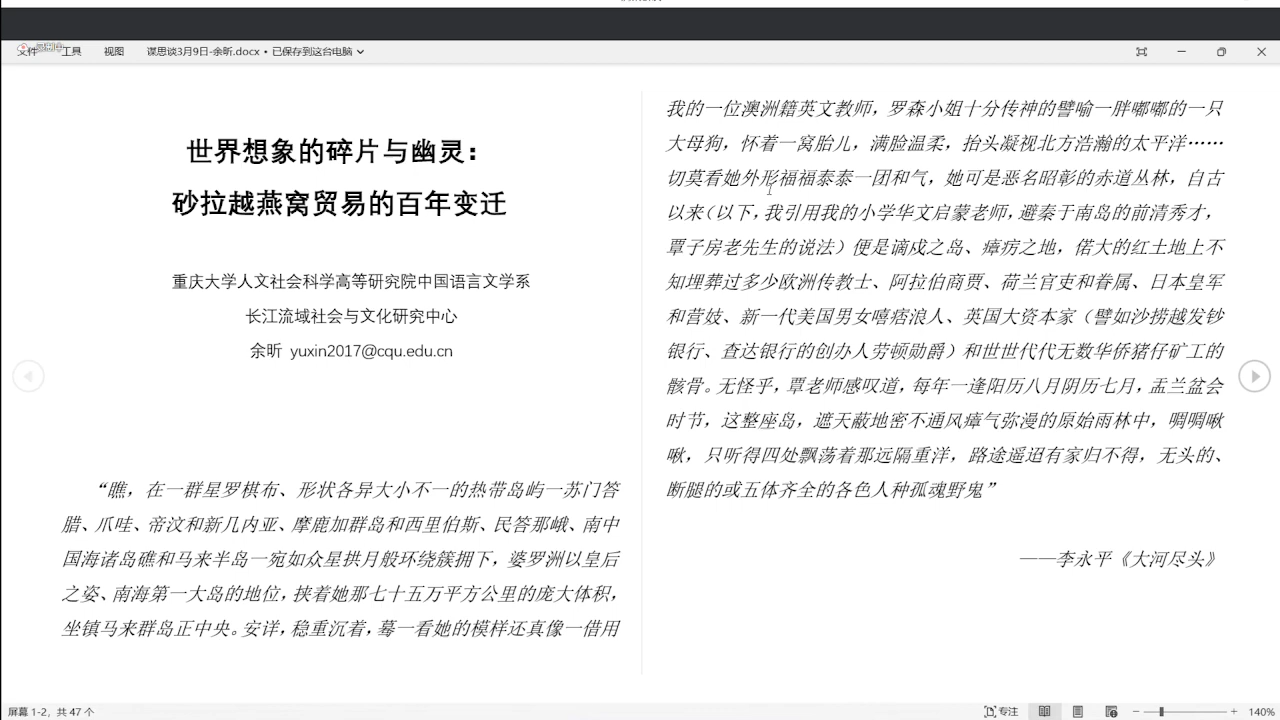 文件 工具 视图 谋思谈3月9日-余昕.docx • 已保存到这台电脑
世界想象的碎片与幽灵：
砂拉越燕窝贸易的百年变迁
重庆大学人文社会科学高等研究院中国语言文学系
长江流域社会与文化研究中心
余昕 yuxin2017@cqu.edu.cn
“瞧，在一群星罗棋布、形状各异大小不一的热带岛屿一苏门答
腊、爪哇、帝汶和新几内亚、摩鹿加群岛和西里伯斯、民答那峨、南中
国海诸岛礁和马来半岛一宛如众星拱月般环绕簇拥下，婆罗洲以皇后
之姿、南海第一大岛的地位，挟着她那七十五万平方公里的庞大体积，
坐镇马来群岛正中央。安详，稳重沉着，蓦一看她的模样还真像一借用
我的一位澳洲籍英文教师，罗森小姐十分传神的譬喻一胖嘟嘟的一只
大母狗，怀着一窝胎儿，满脸温柔，抬头凝视北方浩瀚的太平洋……
切莫看她外形福福泰泰一团和气，她可是恶名昭彰的赤道丛林，自古
以来（以下，我引用我的小学华文启蒙老师，避秦于南岛的前清秀才，
覃子房老先生的说法）便是谪戍之岛、瘴疠之地，偌大的红土地上不
知埋葬过多少欧洲传教士、阿拉伯商贾、荷兰官吏和眷属、日本皇军
和营妓、新一代美国男女嘻痞浪人、英国大资本家（譬如沙捞越发钞
银行、查达银行的创办人劳顿勋爵）和世世代代无数华侨猪仔矿工的
骸骨。无怪乎，覃老师感叹道，每年一逢阳历八月阴历七月，盂兰盆会
时节，这整座岛，遮天蔽地密不通风瘴气弥漫的原始雨林中，啁啁啾
啾，只听得四处飘荡着那远隔重洋，路途遥迢有家归不得，无头的、
断腿的或五体齐全的各色人种孤魂野鬼”
——李永平《大河尽头》
屏幕 1-2，共 47 个 专注 140%